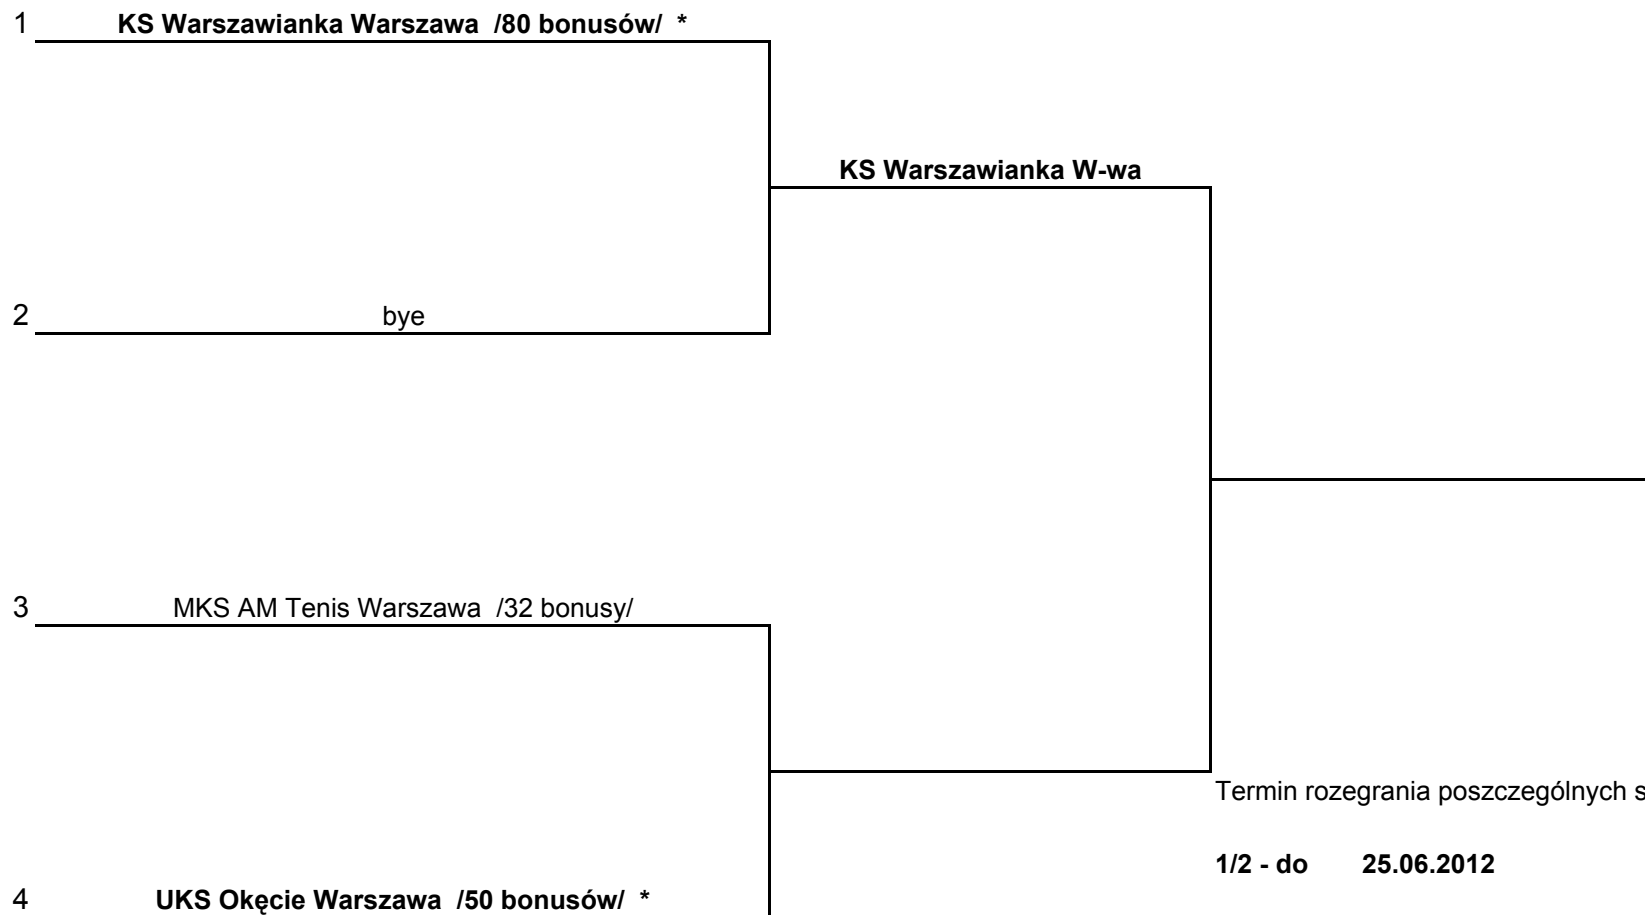 1 KS Warszawianka Warszawa /80 bonusów/ *
KS Warszawianka W-wa
2 bye
3 MKS AM Tenis Warszawa /32 bonusy/
Termin rozegrania poszczególnych s
1/2 - do 25.06.2012
4 UKS Okęcie Warszawa /50 bonusów/ *